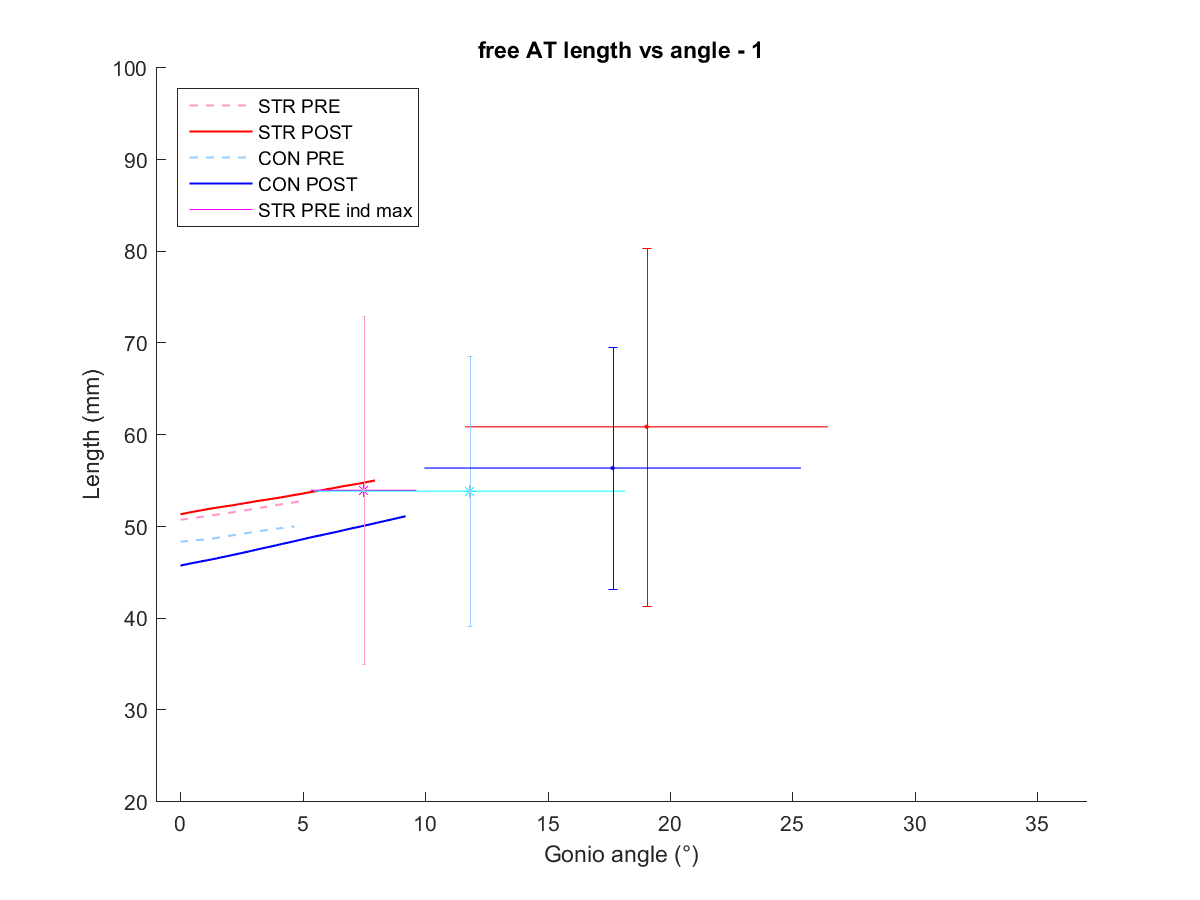 free AT length vs angle - 1
100
90
80
70
60
50
40
30
20
Length (mm)
STR PRE
STR POST
CON PRE
CON POST
STR PRE ind max
0 5 10 15 20 25 30 35
Gonio angle (°)